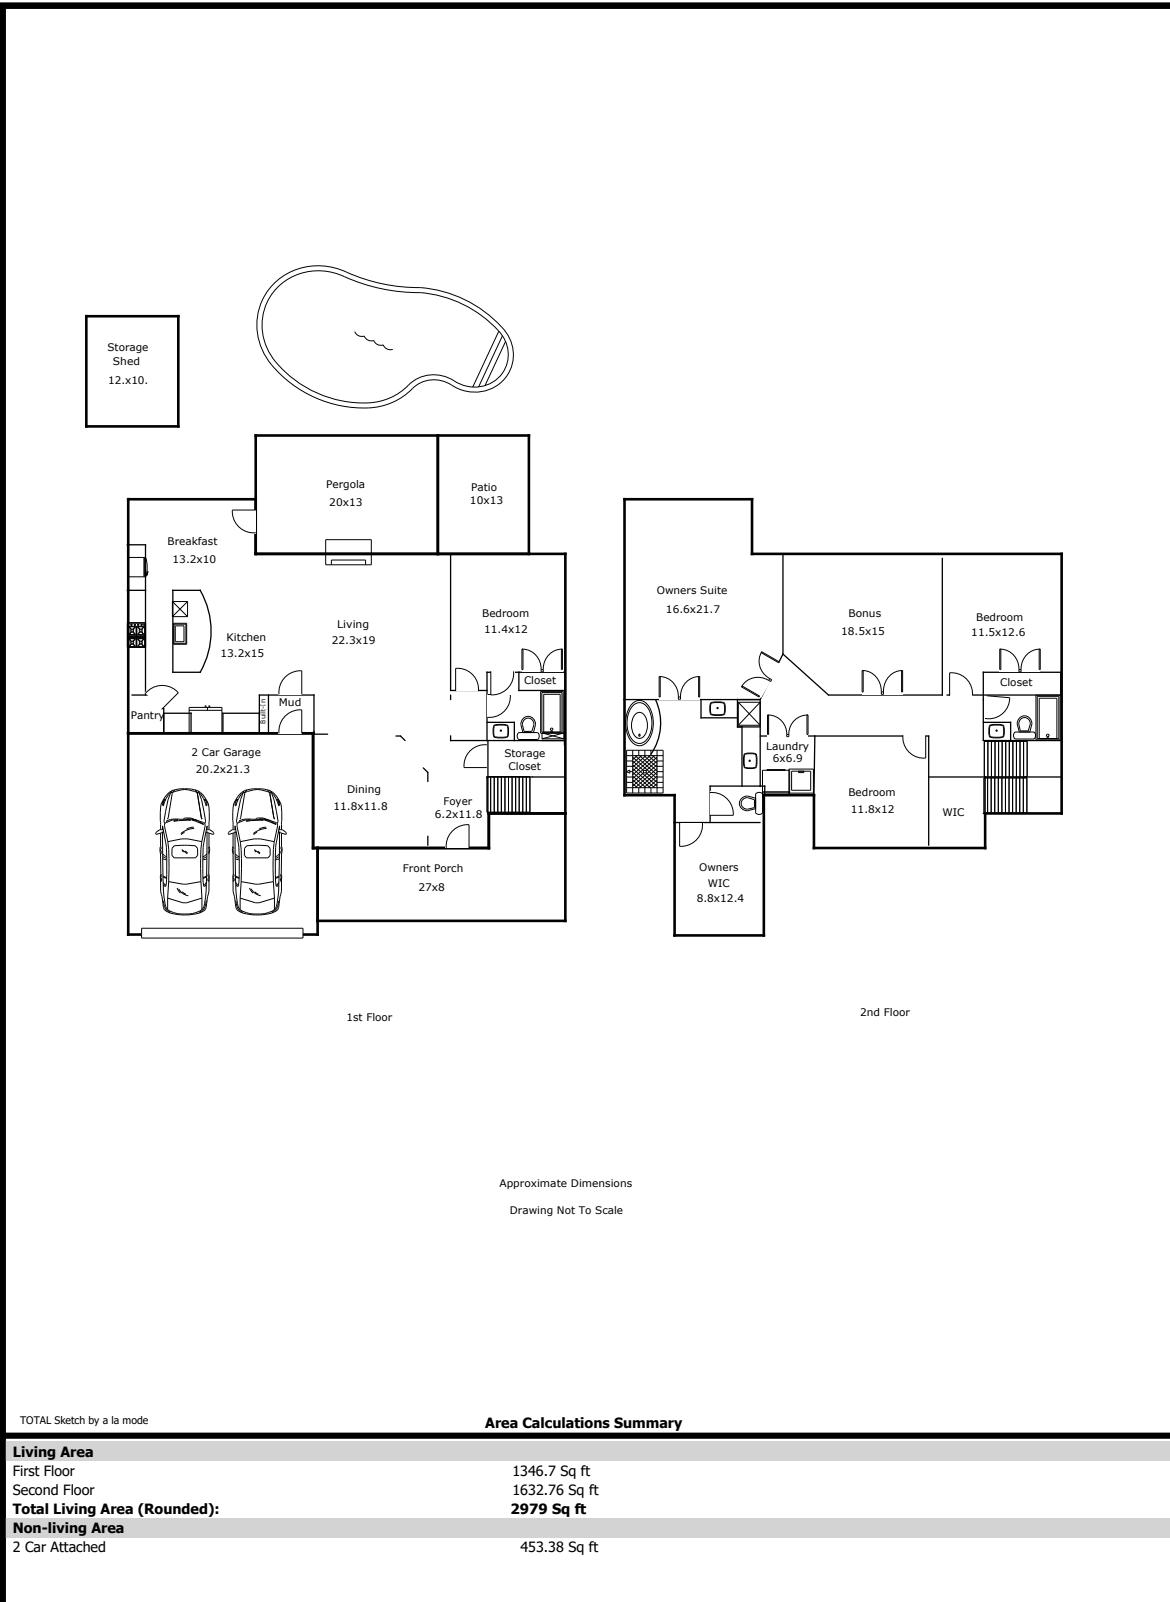 Storage
Shed
12.x10.
Pergola
20x13
Patio
10x13
Breakfast
13.2x10
Kitchen
13.2x15
Living
22.3x19
Bedroom
11.4x12
Closet
Pantry
Built-in
Mud
2 Car Garage
20.2x21.3
Storage
Closet
Dining
11.8x11.8
Foyer
6.2x11.8
Front Porch
27x8
1st Floor
Owners Suite
16.6x21.7
Bonus
18.5x15
Bedroom
11.5x12.6
Closet
Laundry
6x6.9
Bedroom
11.8x12
WIC
Owners
WIC
8.8x12.4
2nd Floor
Approximate Dimensions
Drawing Not To Scale
TOTAL Sketch by a la mode
Area Calculations Summary
Living Area
First Floor 1346.7 Sq ft
Second Floor 1632.76 Sq ft
Total Living Area (Rounded): 2979 Sq ft
Non-living Area
2 Car Attached 453.38 Sq ft